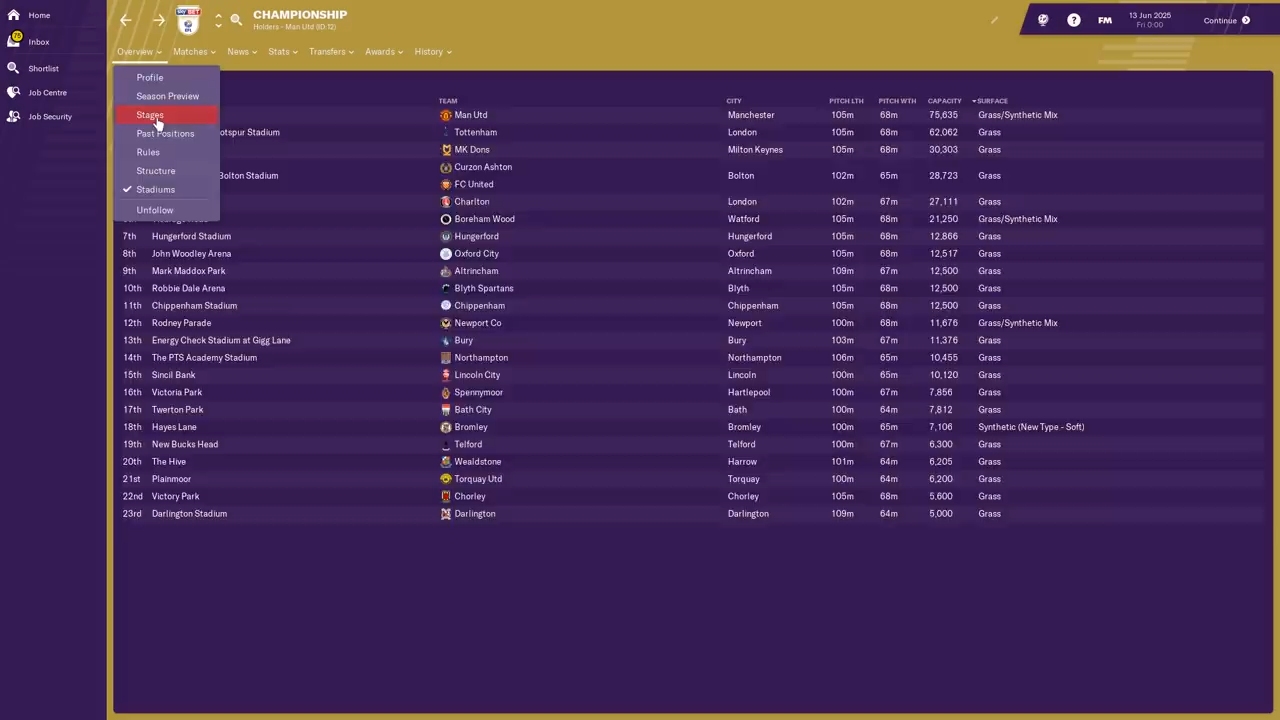 Home
Inbox
75
Shortlist
Job Centre
Job Security
SKY BET
EFL
CHAMPIONSHIP
Holders - Man Utd (ID:12)
FM
13 Jun 2025
Fri 0:00
Continue
Overview Matches News Stats Transfers Awards History
Profile
Season Preview
Stages
Past Positions
Rules
Structure
Stadiums
Unfollow
TEAM CITY PITCH LTH PITCH WTH CAPACITY SURFACE
Man Utd Manchester 105m 68m 75,635 Grass/Synthetic Mix
otspur Stadium Tottenham London 105m 68m 62,062 Grass
MK Dons Milton Keynes 105m 68m 30,303 Grass
Curzon Ashton
Bolton Stadium Bolton 102m 65m 28,723 Grass
FC United
Charlton London 102m 67m 27,111 Grass
Boreham Wood Watford 105m 68m 21,250 Grass/Synthetic Mix
7th Hungerford Stadium Hungerford Hungerford 105m 68m 12,866 Grass
8th John Woodley Arena Oxford City Oxford 105m 68m 12,517 Grass
9th Mark Maddox Park Altrincham Altrincham 109m 67m 12,500 Grass
10th Robbie Dale Arena Blyth Spartans Blyth 105m 68m 12,500 Grass
11th Chippenham Stadium Chippenham Chippenham 105m 68m 12,500 Grass
12th Rodney Parade Newport Co Newport 100m 68m 11,676 Grass/Synthetic Mix
13th Energy Check Stadium at Gigg Lane Bury Bury 103m 67m 11,376 Grass
14th The PTS Academy Stadium Northampton Northampton 106m 65m 10,455 Grass
15th Sincil Bank Lincoln City Lincoln 100m 65m 10,120 Grass
16th Victoria Park Spennymoor Hartlepool 100m 67m 7,856 Grass
17th Twerton Park Bath City Bath 100m 64m 7,812 Grass
18th Hayes Lane Bromley Bromley 100m 65m 7,106 Synthetic (New Type - Soft)
19th New Bucks Head Telford Telford 100m 67m 6,300 Grass
20th The Hive Wealdstone Harrow 101m 64m 6,205 Grass
21st Plainmoor Torquay Utd Torquay 100m 64m 6,200 Grass
22nd Victory Park Chorley Chorley 105m 68m 5,600 Grass
23rd Darlington Stadium Darlington Darlington 109m 64m 5,000 Grass